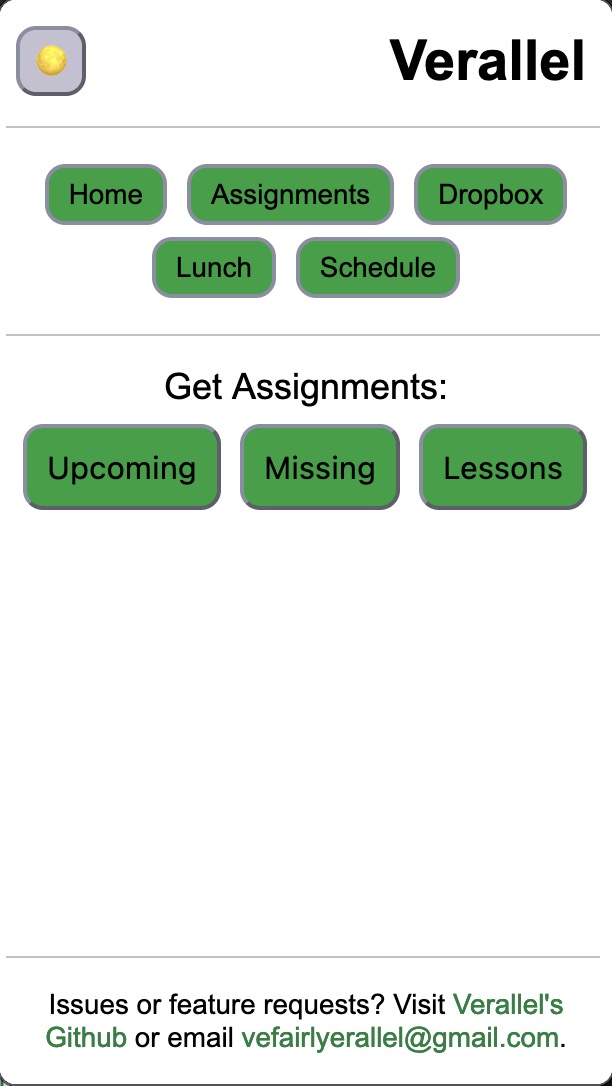 Verallel
Home Assignments Dropbox
Lunch Schedule
Get Assignments:
Upcoming Missing Lessons
Issues or feature requests? Visit Verallel's
Github or email vefairlyerallel@gmail.com.